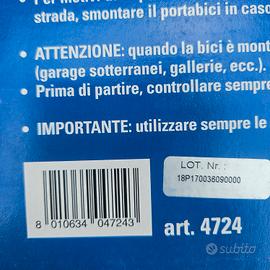 strada, smontare il portabici in caso
• ATTENZIONE: quando la bici è mont
(garage sotterranei, gallerie, ecc.).
• Prima di partire, controllare sempre
• IMPORTANTE: utilizzare sempre le
LOT. Nr. :
18P170036090000
8 010634 047243
art. 4724
subito